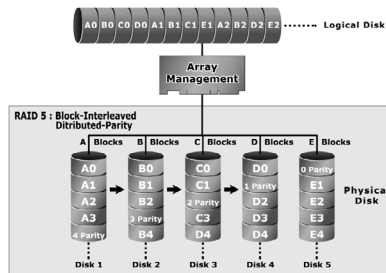 A0 B0 C0 D0 A1 B1 C1 E1 A2 B2 D2 E2 Logical Disk
Array
Management
RAID 5 : Block-Interleaved
Ditributed-Parity
A Blocks B Blocks C Blocks D Blocks E Blocks
A0 B0 C0 D0 0 Parity
A1 B1 C1 1 Parity E1
A2 B2 2 Parity D2 E2
A3 3 Parity C3 D3 E3
4 Parity B4 D4 D4 E4
Physical
Disk
Disk 1 Disk 2 Disk 3 Disk 4 Disk 5